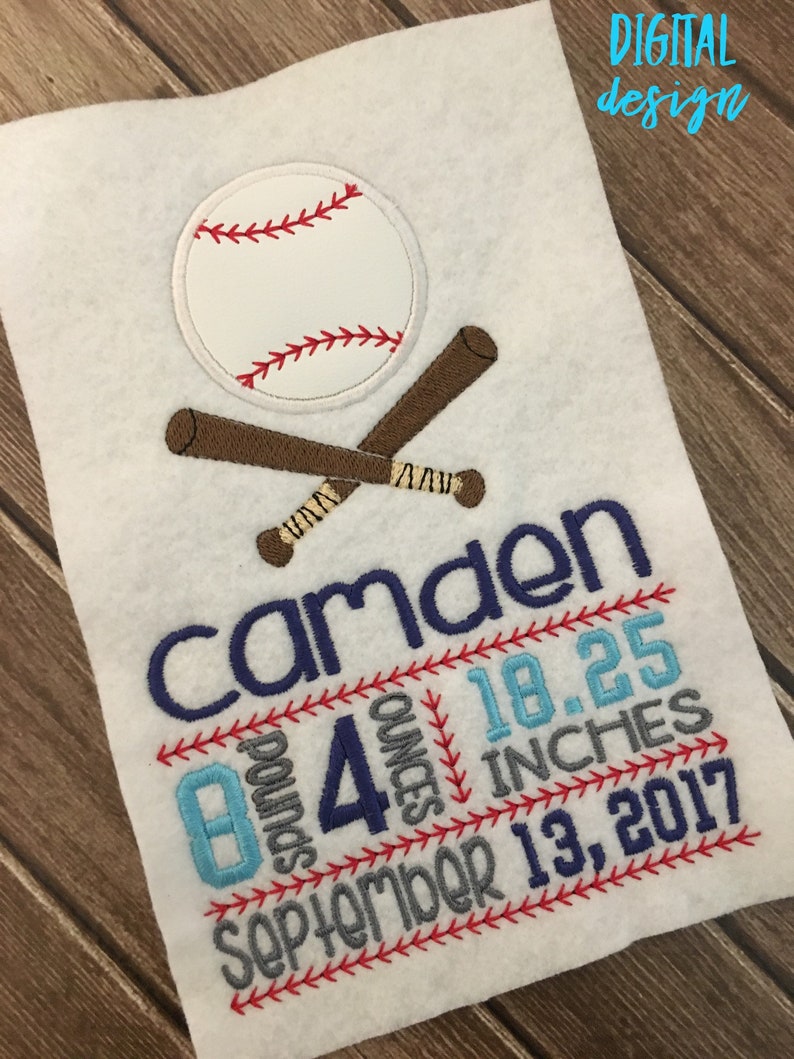 DIGITAL
design
camden
8 pounds 4 ounces
18.25
INCHES
September 13, 2017